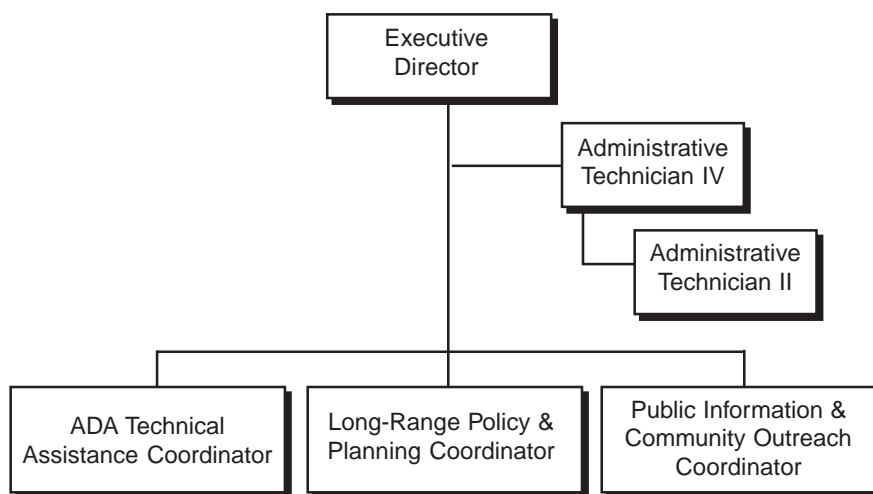 Executive
Director
Administrative
Technician IV
Administrative
Technician II
ADA Technical
Assistance Coordinator
Long-Range Policy &
Planning Coordinator
Public Information &
Community Outreach
Coordinator